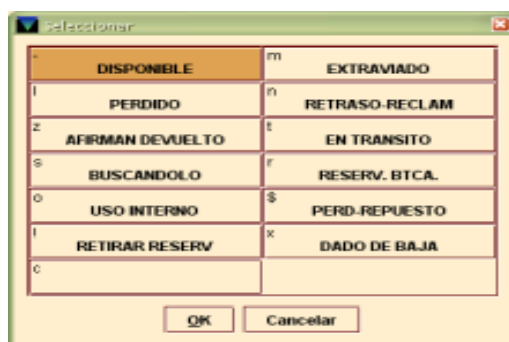 Seleccionar
- DISPONIBLE
m EXTRAVIADO
l PERDIDO
n RETRASO-RECLAM
z AFIRMAN DEVUELTO
t EN TRANSITO
s BUSCANDOLO
r RESERV. BTCA.
o USO INTERNO
$ PERD-REPUESTO
! RETIRAR RESERV
x DADO DE BAJA
c
OK Cancelar